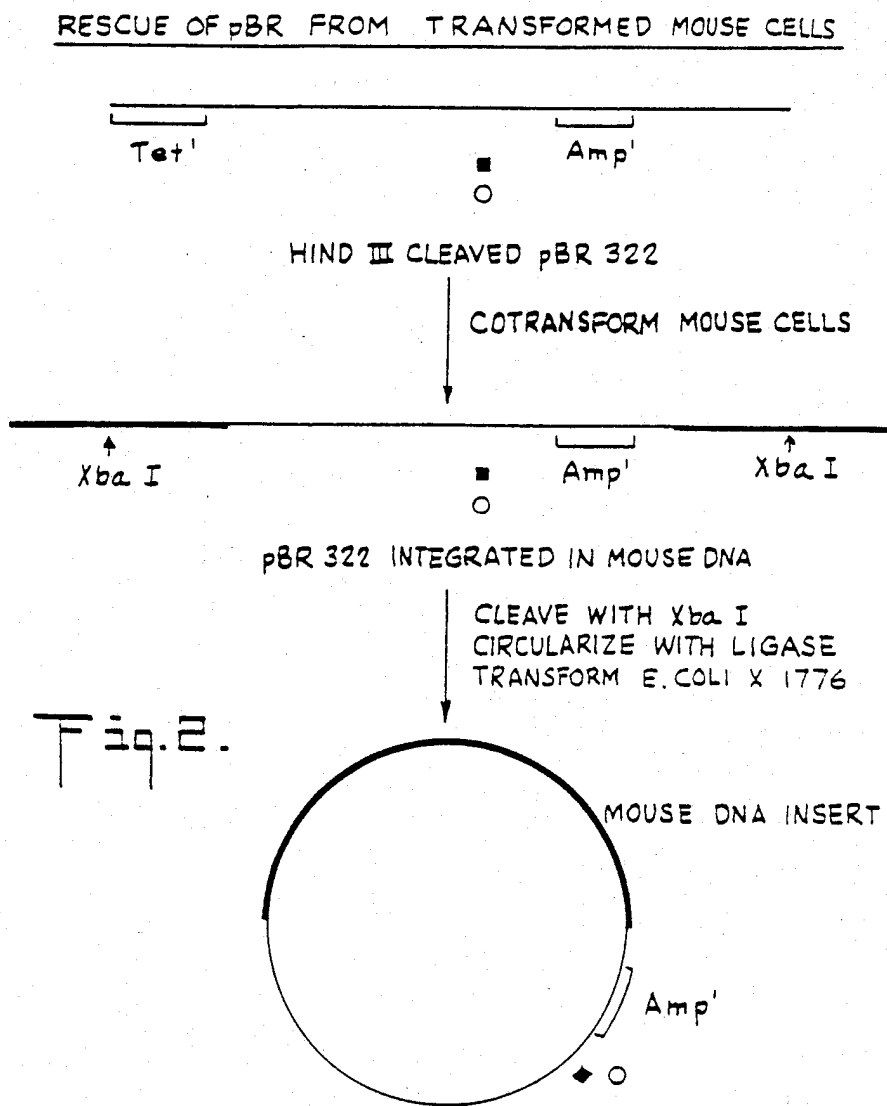 RESCUE OF pBR FROM TRANSFORMED MOUSE CELLS
Tet'
Amp'
HIND III CLEAVED pBR 322
COTRANSFORM MOUSE CELLS
Xba I
Amp'
Xba I
pBR 322 INTEGRATED IN MOUSE DNA
CLEAVE WITH Xba I
CIRCULARIZE WITH LIGASE
TRANSFORM E. COLI X 1776
Fig. 2.
MOUSE DNA INSERT
Amp'